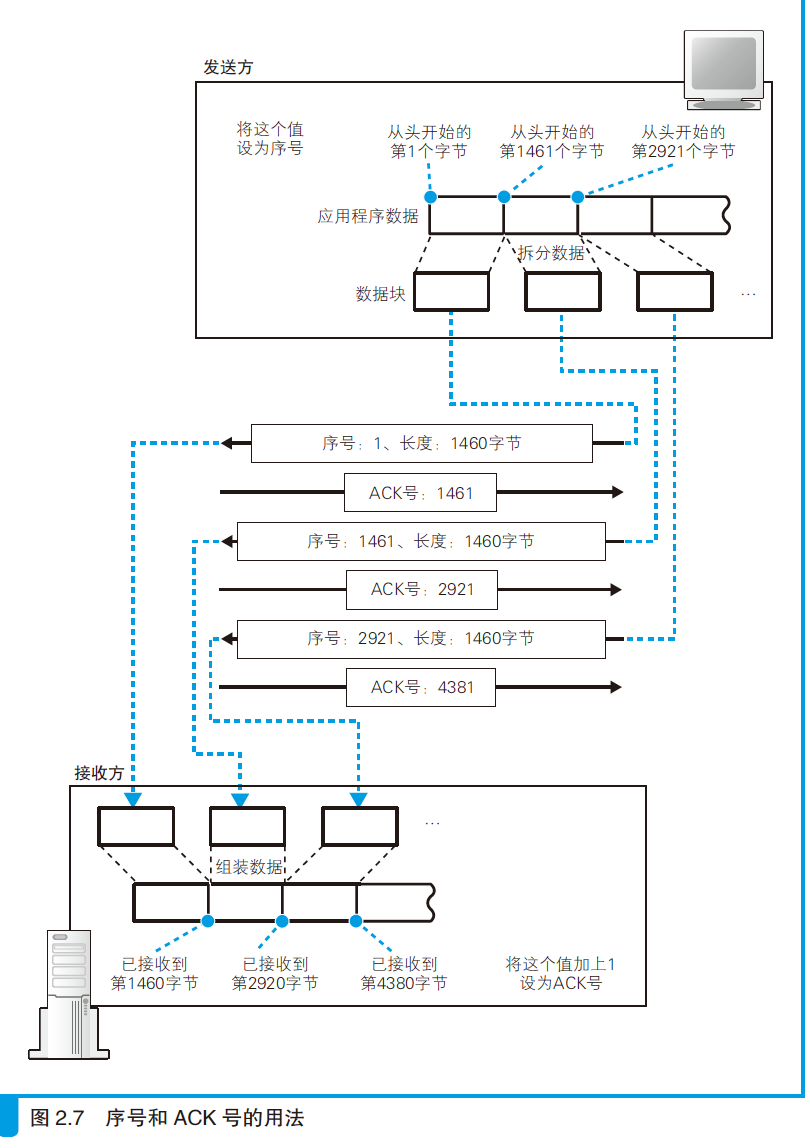 发送方
将这个值
设为序号
从头开始的
第1个字节
从头开始的
第1461个字节
从头开始的
第2921个字节
应用程序数据
拆分数据
数据块
…
序号：1、长度：1460字节
ACK号：1461
序号：1461、长度：1460字节
ACK号：2921
序号：2921、长度：1460字节
ACK号：4381
接收方
…
组装数据
已接收到
第1460字节
已接收到
第2920字节
已接收到
第4380字节
将这个值加上1
设为ACK号
图 2.7 序号和 ACK 号的用法